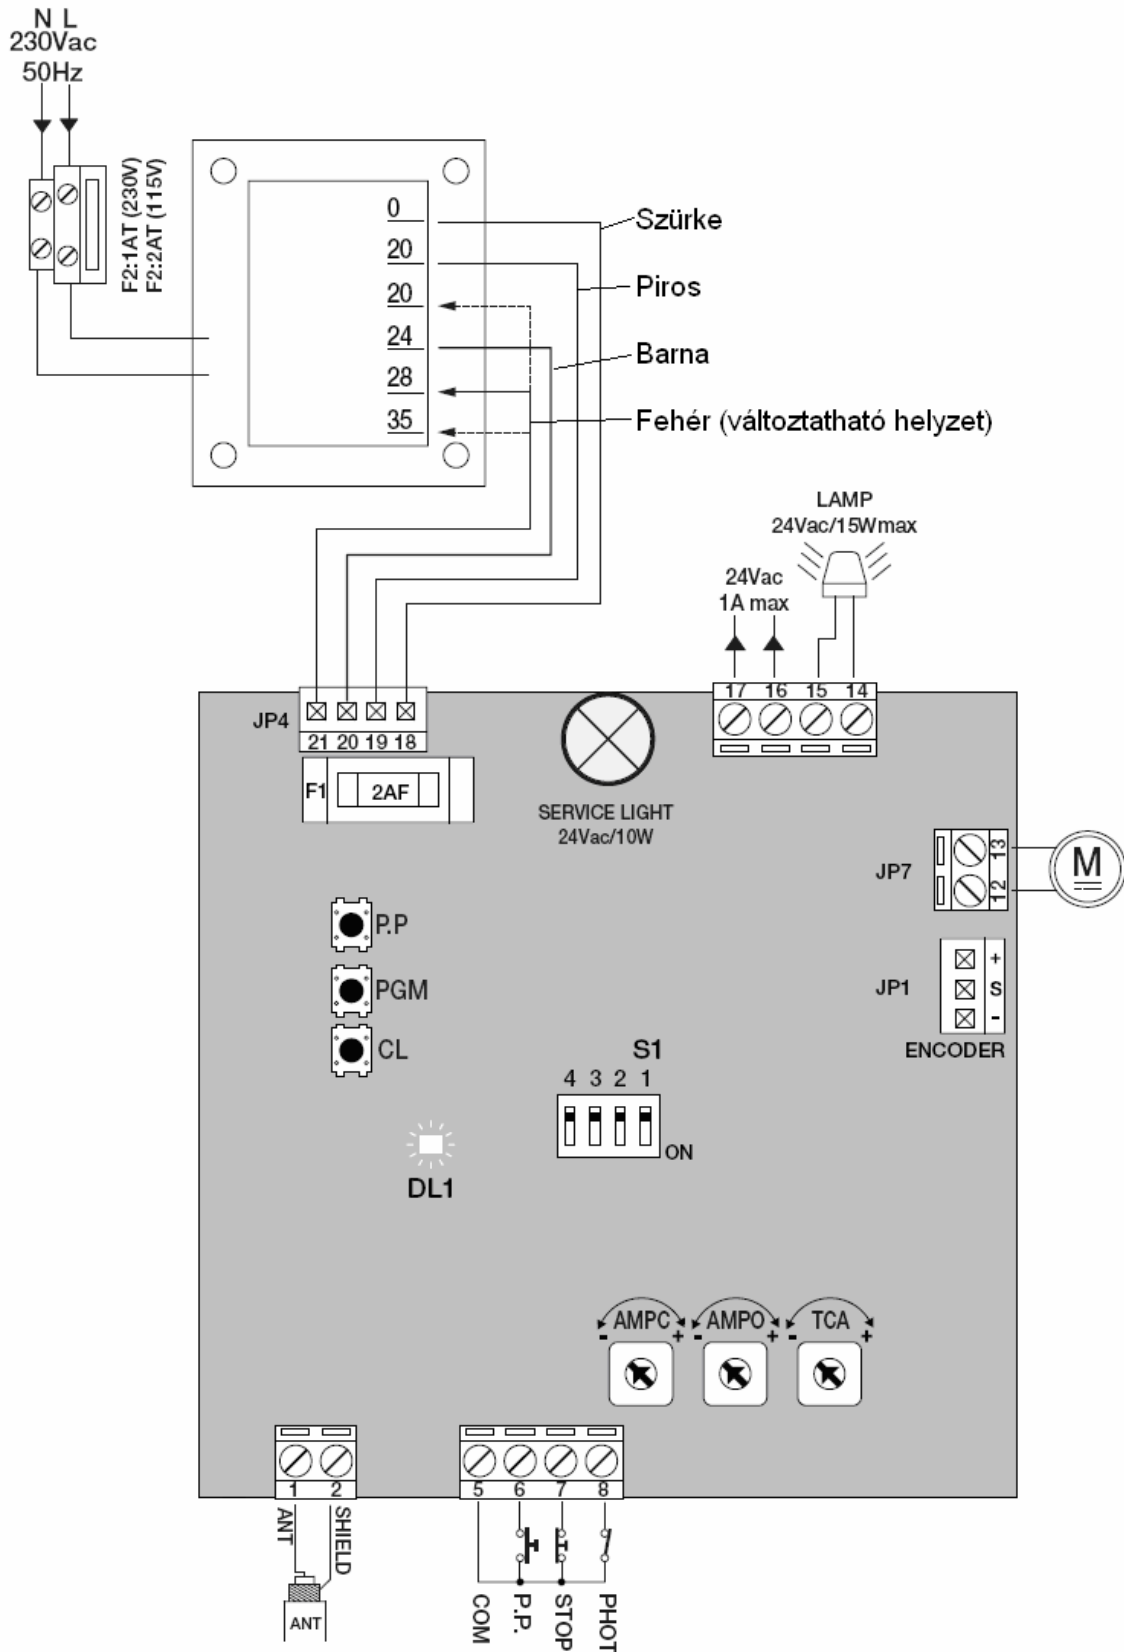 N L
230Vac
50Hz
F2:1AT (230V)
F2:2AT (115V)
0
20
20
24
28
35
Szürke
Piros
Barna
Fehér (változtatható helyzet)
LAMP
24Vac/15Wmax
24Vac
1A max
17 16 15 14
JP4
21 20 19 18
F1 2AF
SERVICE LIGHT
24Vac/10W
JP7
13
12
M
P.P
PGM
CL
JP1
+
S
-
ENCODER
S1
4 3 2 1
ON
DL1
AMPC AMPO TCA
- + - + - +
1 2
ANT
SHIELD
ANT
5 6 7 8
COM
P.P.
STOP
PHOT